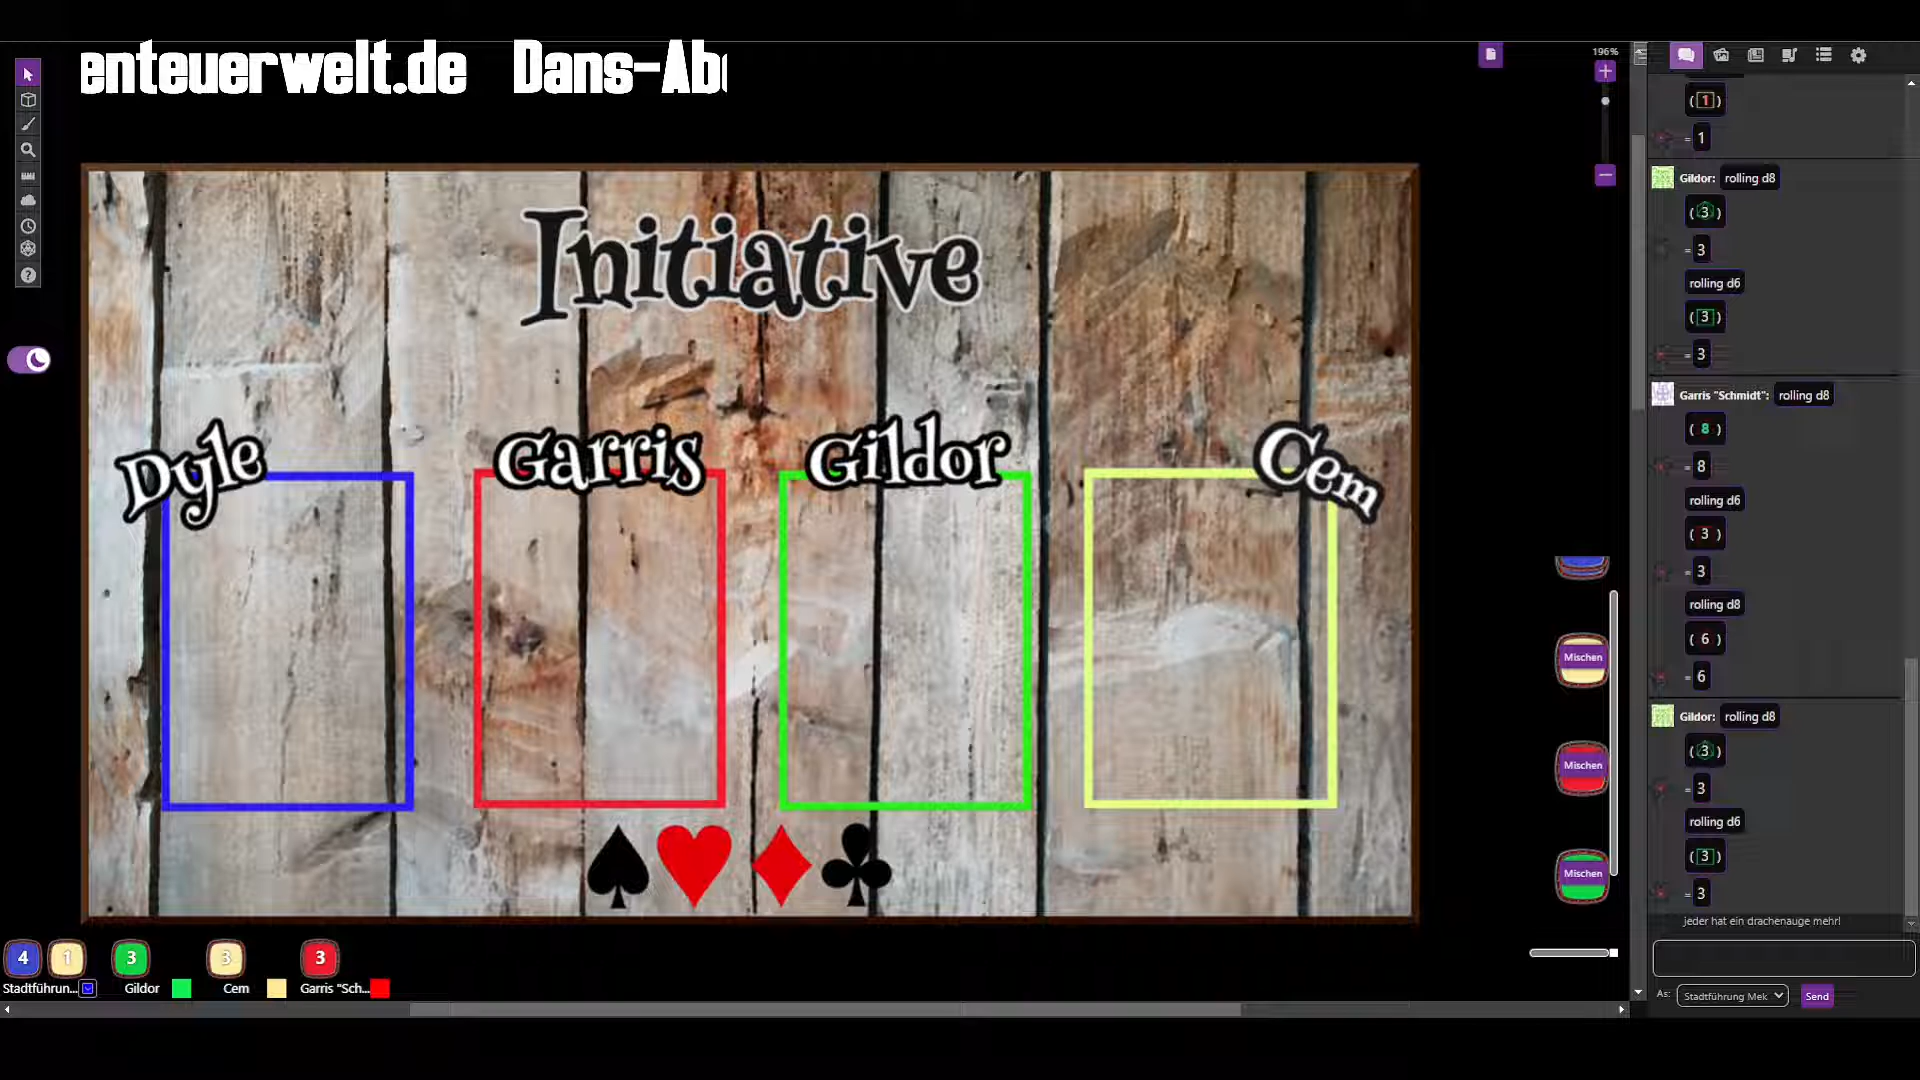 enteuerwelt.de Dans-Ab
196%
Initiative
Dyle
Garris
Gildor
Cem
Mischen
Mischen
Mischen
4
1
3
3
3
Stadtführun...
Gildor
Cem
Garris "Sch...
(1)
= 1
Gildor: rolling d8
(3)
= 3
rolling d6
(3)
= 3
Garris "Schmidt": rolling d8
( 8 )
= 8
rolling d6
( 3 )
= 3
rolling d8
( 6 )
= 6
Gildor: rolling d8
(3)
= 3
rolling d6
(3)
= 3
jeder hat ein drachenauge mehr!
As: Stadtführung Mek Send